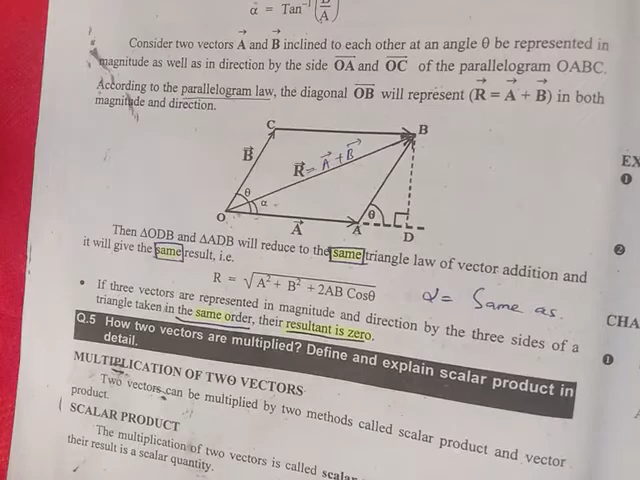 α = Tan⁻¹(B/A)
Consider two vectors A⃗ and B⃗ inclined to each other at an angle θ be represented in
magnitude as well as in direction by the side OA and OC of the parallelogram OABC.
According to the parallelogram law, the diagonal OB will represent (R⃗ = A⃗ + B⃗) in both
magnitude and direction.
C
B
B⃗
R⃗ = A⃗ + B⃗
θ
α
O
A⃗
A
θ
D
Then ΔODB and ΔADB will reduce to the same triangle law of vector addition and
it will give the same result, i.e.
R = √(A² + B² + 2AB Cosθ)
α = Same as.
• If three vectors are represented in magnitude and direction by the three sides of a
triangle taken in the same order, their resultant is zero.
Q.5 How two vectors are multiplied? Define and explain scalar product in
detail.
MULTIPLICATION OF TWO VECTORS
Two vectors can be multiplied by two methods called scalar product and vector
product.
SCALAR PRODUCT
The multiplication of two vectors is called scalar
their result is a scalar quantity.
EX
❶
❷
CHA
❶